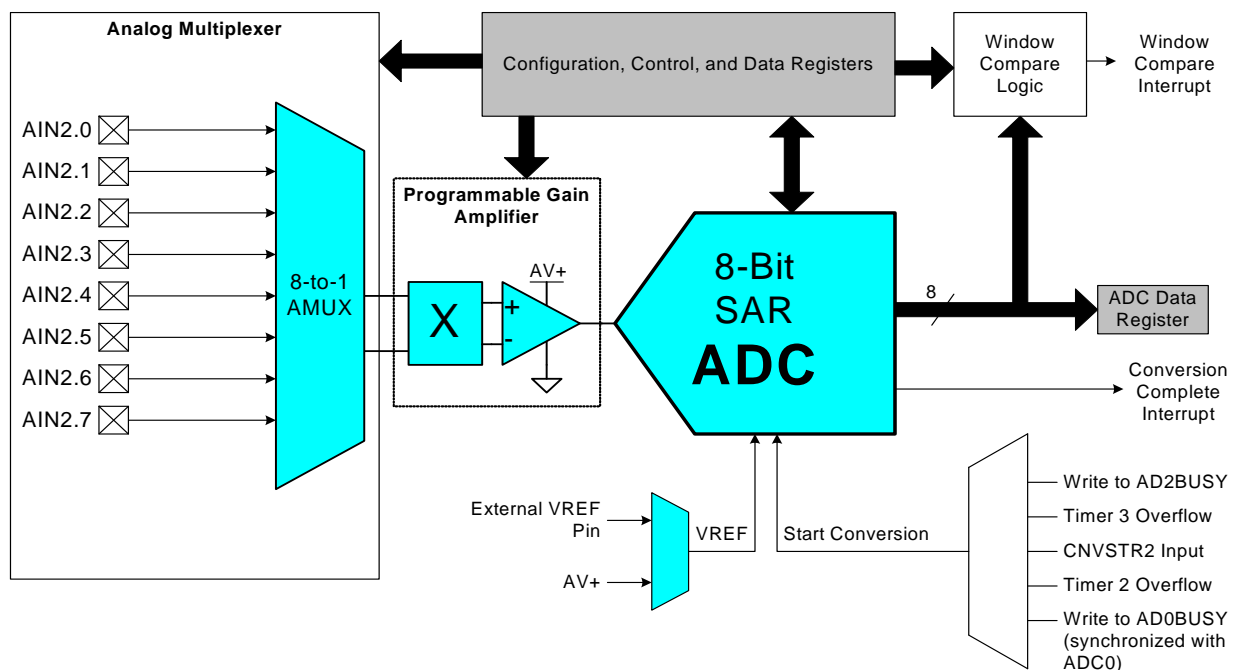 Analog Multiplexer
AIN2.0
AIN2.1
AIN2.2
AIN2.3
AIN2.4
AIN2.5
AIN2.6
AIN2.7
8-to-1
AMUX
Configuration, Control, and Data Registers
Window
Compare
Logic
Window
Compare
Interrupt
Programmable Gain
Amplifier
X
+
-
AV+
8-Bit
SAR
ADC
8
ADC Data
Register
Conversion
Complete
Interrupt
External VREF
Pin
AV+
VREF
Start Conversion
Write to AD2BUSY
Timer 3 Overflow
CNVSTR2 Input
Timer 2 Overflow
Write to AD0BUSY
(synchronized with
ADC0)